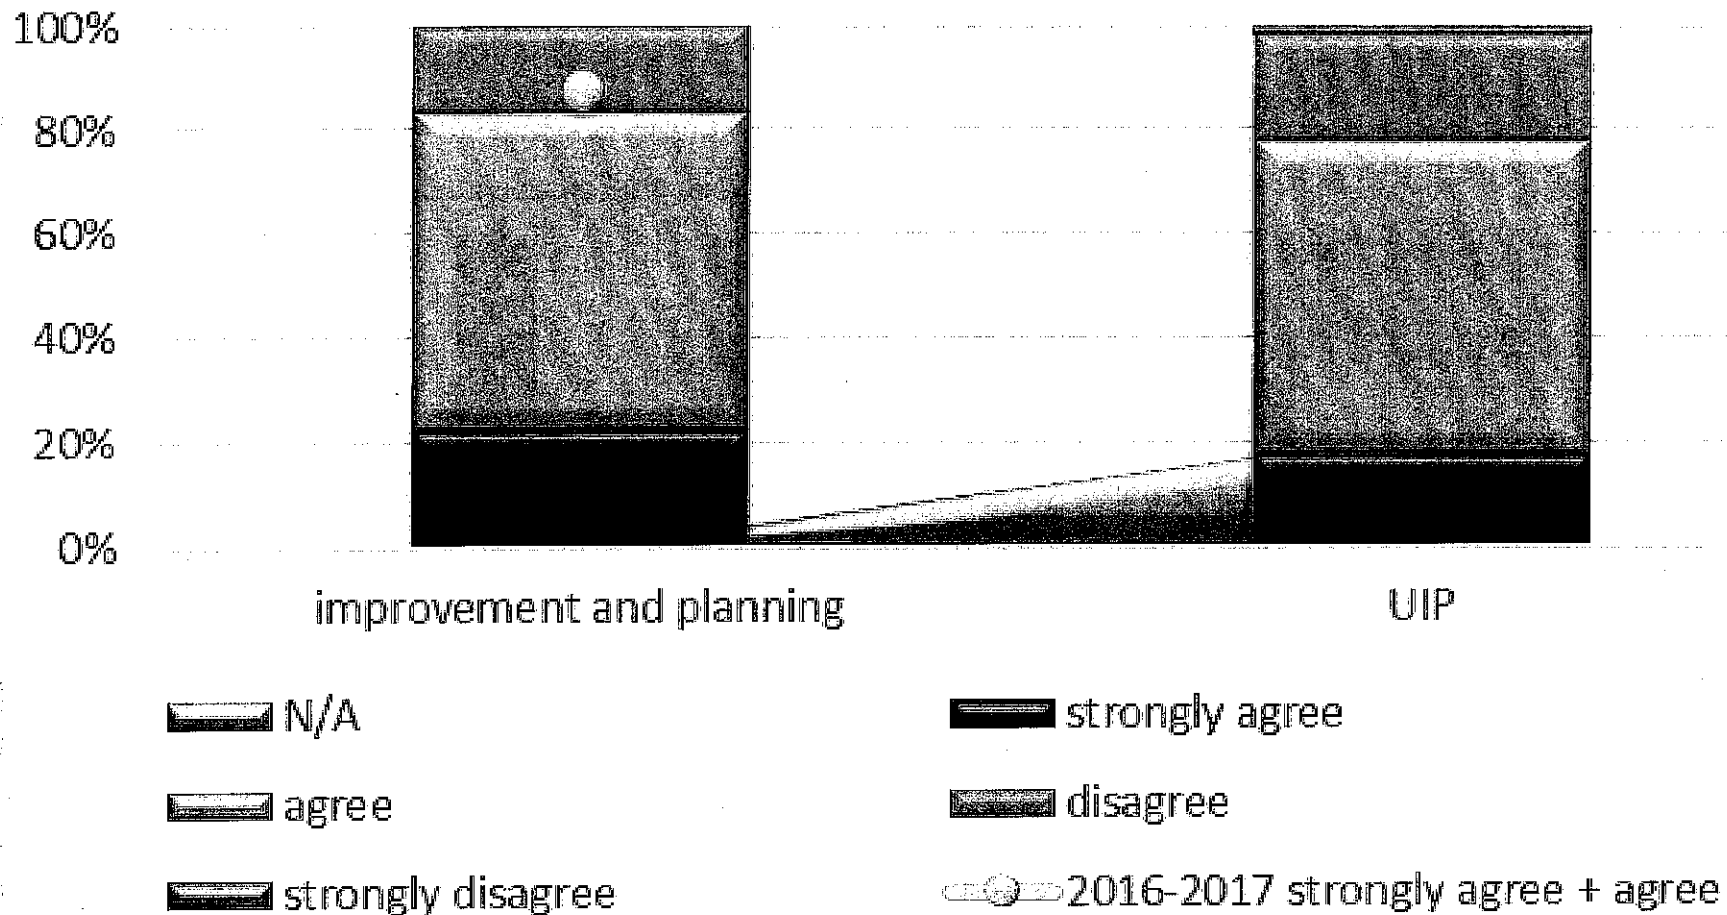 100%
80%
60%
40%
20%
0%
improvement and planning UIP
N/A strongly agree
agree disagree
strongly disagree 2016-2017 strongly agree + agree